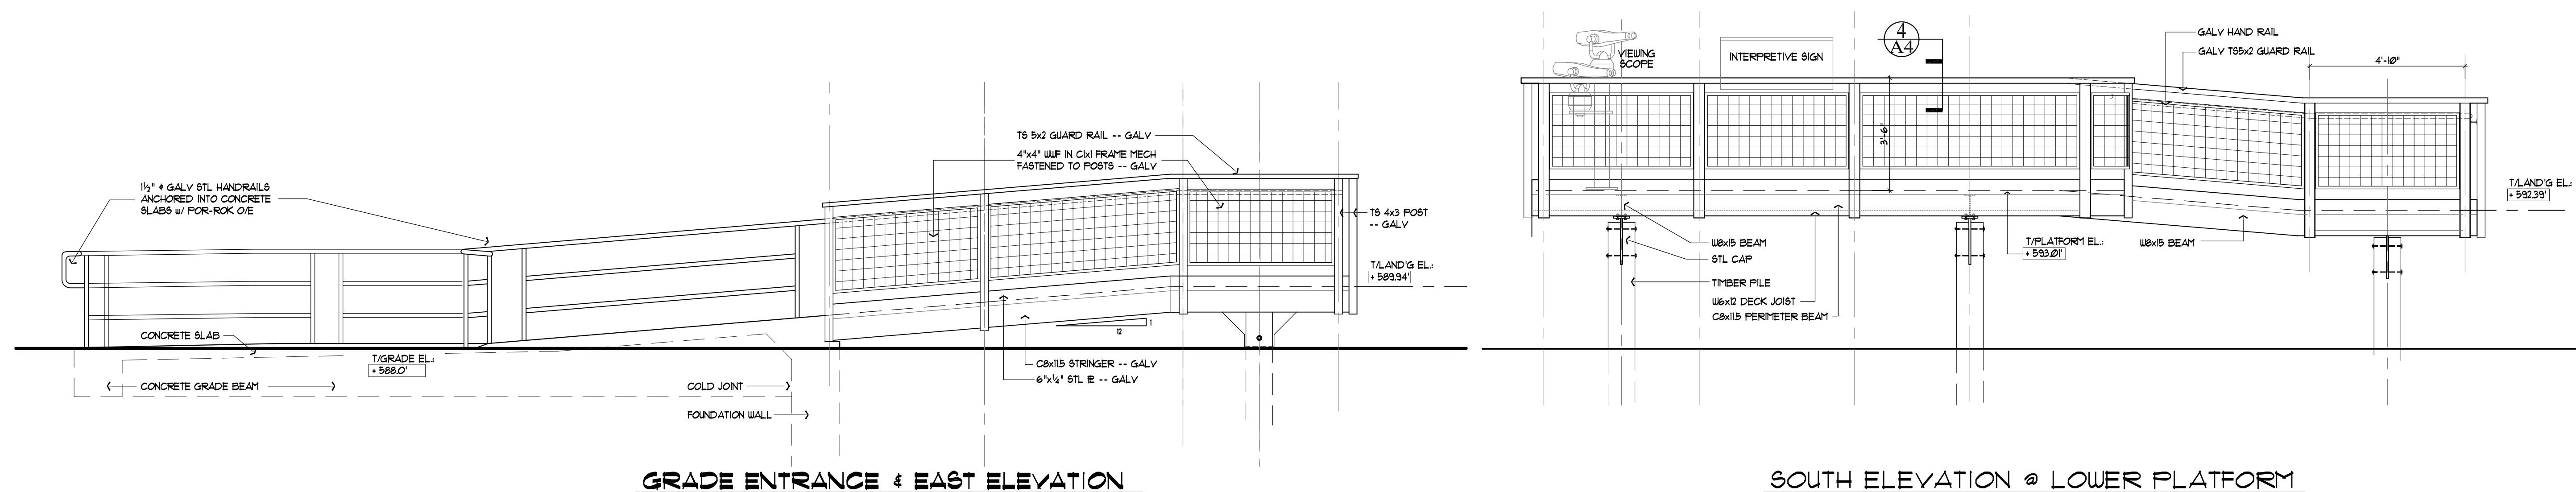 1½" φ GALV STL HANDRAILS
ANCHORED INTO CONCRETE
SLABS w/ POR-ROK O/E
CONCRETE SLAB
T/GRADE EL.:
+ 588.0'
CONCRETE GRADE BEAM
COLD JOINT
FOUNDATION WALL
TS 5x2 GUARD RAIL -- GALV
4"x4" WWF IN C1x1 FRAME MECH
FASTENED TO POSTS -- GALV
TS 4x3 POST
-- GALV
T/LAND'G EL.:
+ 589.94'
1
12
C8x11.5 STRINGER -- GALV
6"x¼" STL PL -- GALV
GRADE ENTRANCE & EAST ELEVATION
VIEWING
SCOPE
INTERPRETIVE SIGN
4
A4
GALV HAND RAIL
GALV TS5x2 GUARD RAIL
4'-10"
3'-6"
T/LAND'G EL.:
+ 592.39'
W8x15 BEAM
STL CAP
TIMBER PILE
W6x12 DECK JOIST
C8x11.5 PERIMETER BEAM
T/PLATFORM EL.:
+ 593.01'
W8x15 BEAM
SOUTH ELEVATION @ LOWER PLATFORM